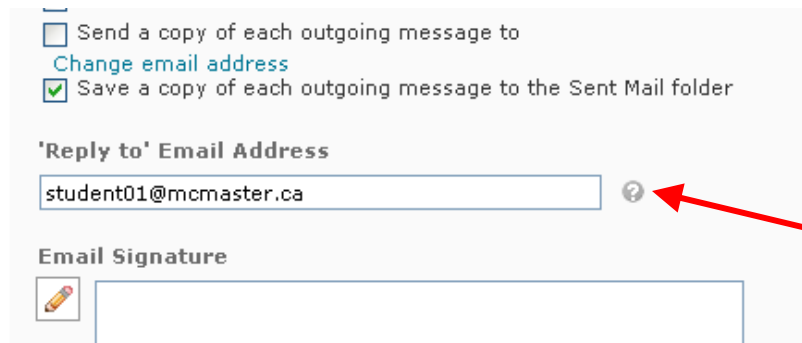 Send a copy of each outgoing message to
Change email address
Save a copy of each outgoing message to the Sent Mail folder
'Reply to' Email Address
student01@mcmaster.ca
?
Email Signature